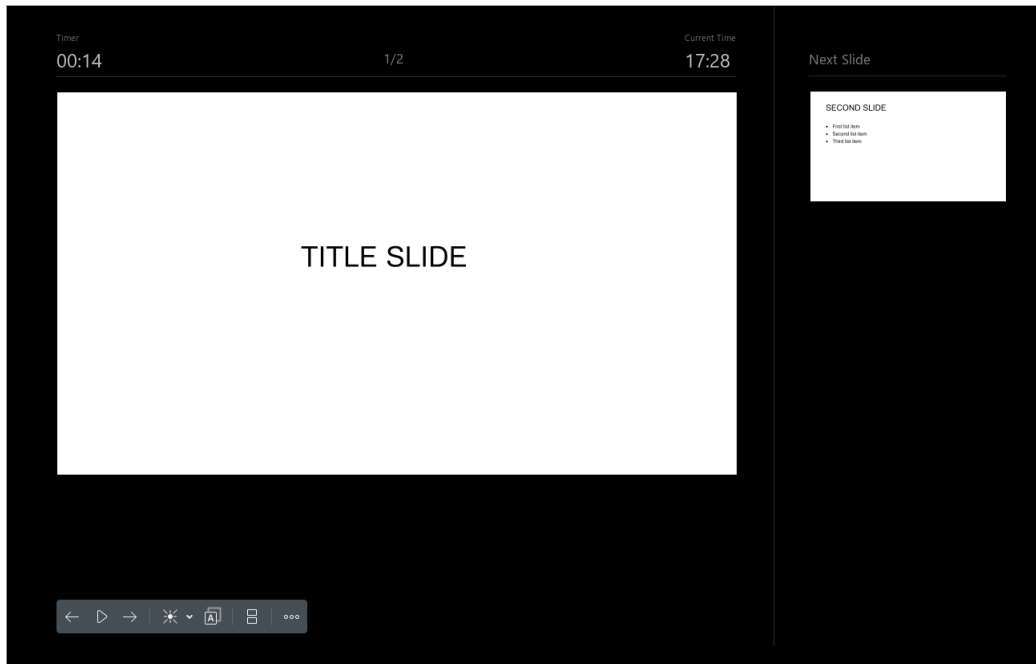 Timer
00:14
1/2
Current Time
17:28
TITLE SLIDE
A
Next Slide
SECOND SLIDE
• First list item
• Second list item
• Third list item